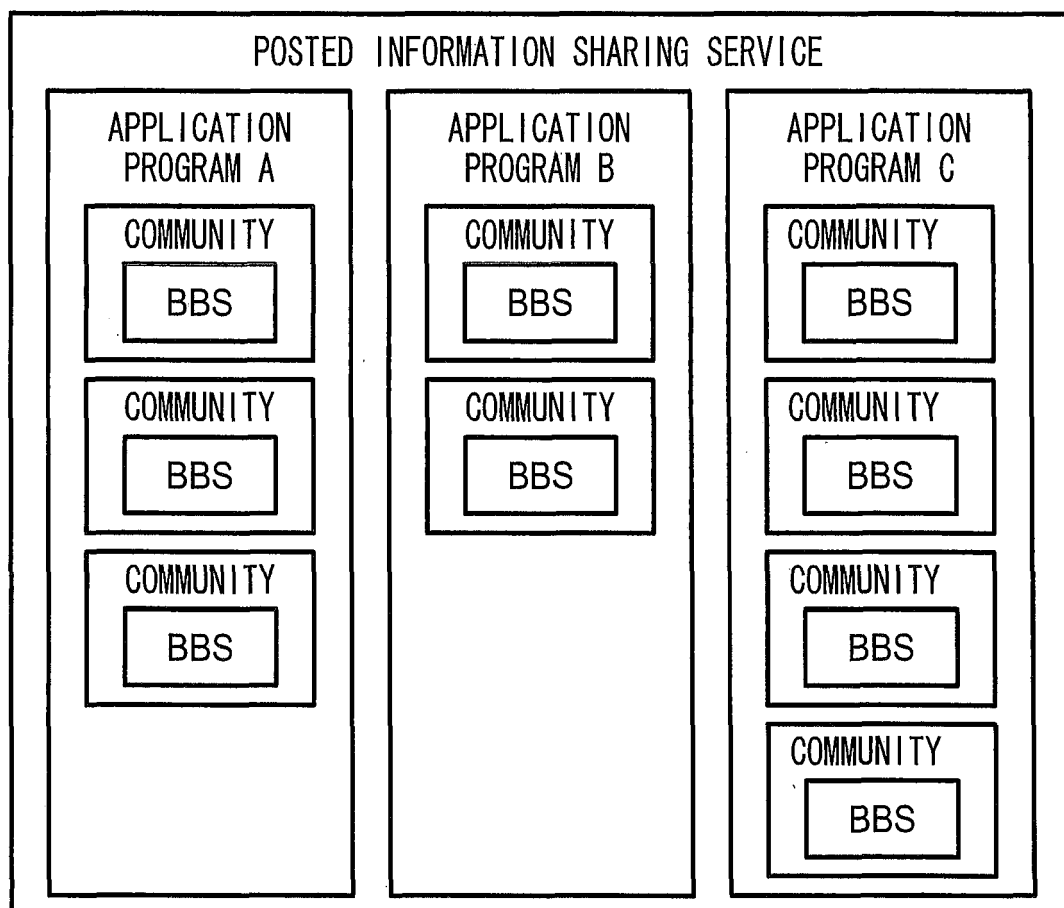 POSTED INFORMATION SHARING SERVICE
APPLICATION
PROGRAM A
COMMUNITY
BBS
COMMUNITY
BBS
COMMUNITY
BBS
APPLICATION
PROGRAM B
COMMUNITY
BBS
COMMUNITY
BBS
APPLICATION
PROGRAM C
COMMUNITY
BBS
COMMUNITY
BBS
COMMUNITY
BBS
COMMUNITY
BBS